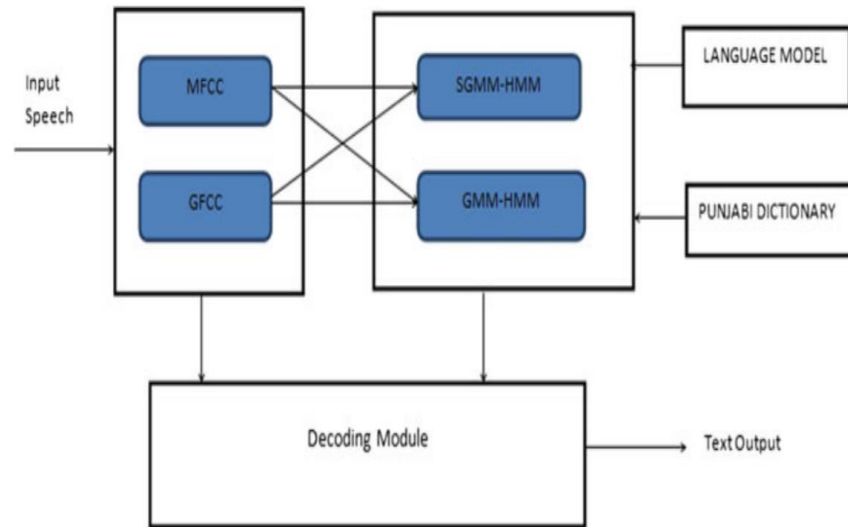 Input
Speech
MFCC
GFCC
SGMM-HMM
GMM-HMM
LANGUAGE MODEL
PUNJABI DICTIONARY
Decoding Module
Text Output